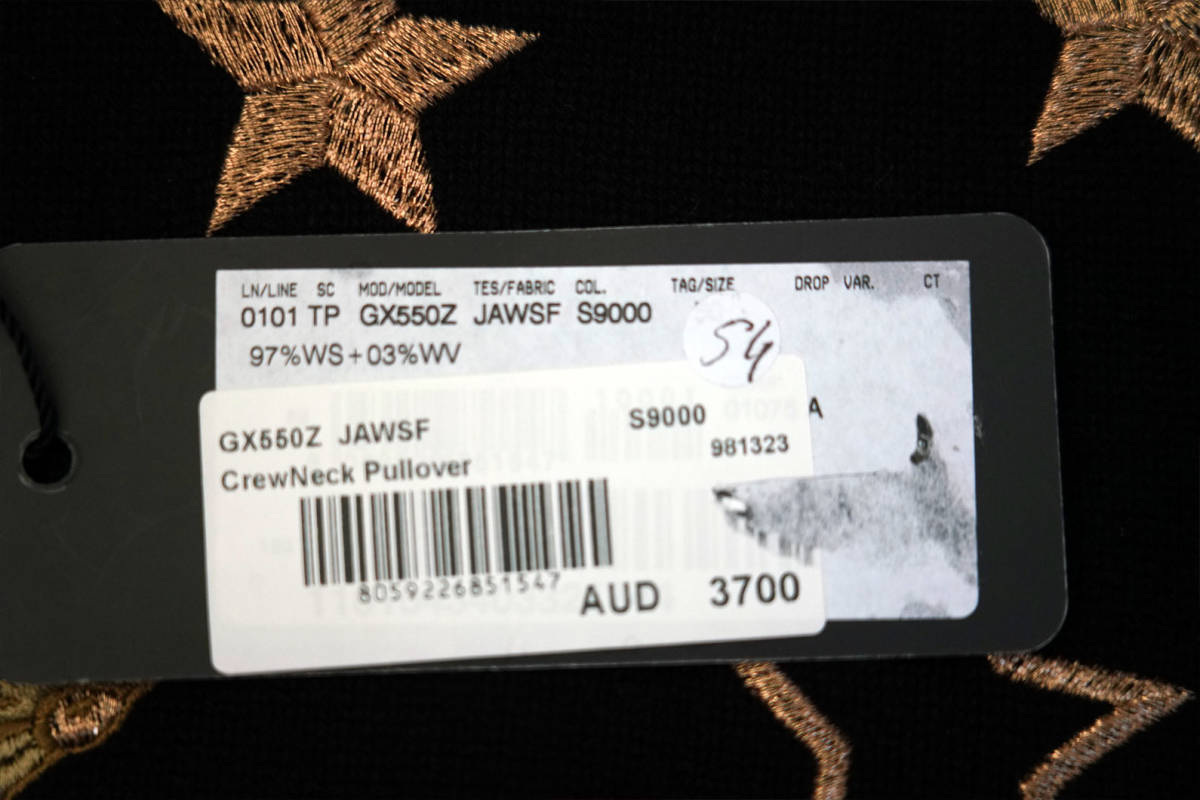 LN/LINE SC MOD/MODEL TES/FABRIC COL. TAG/SIZE DROP VAR. CT
0101 TP GX550Z JAWSF S9000
54
97%WS+03%WV
A
GX550Z JAWSF S9000
981323
CrewNeck Pullover
8059226851547
AUD 3700